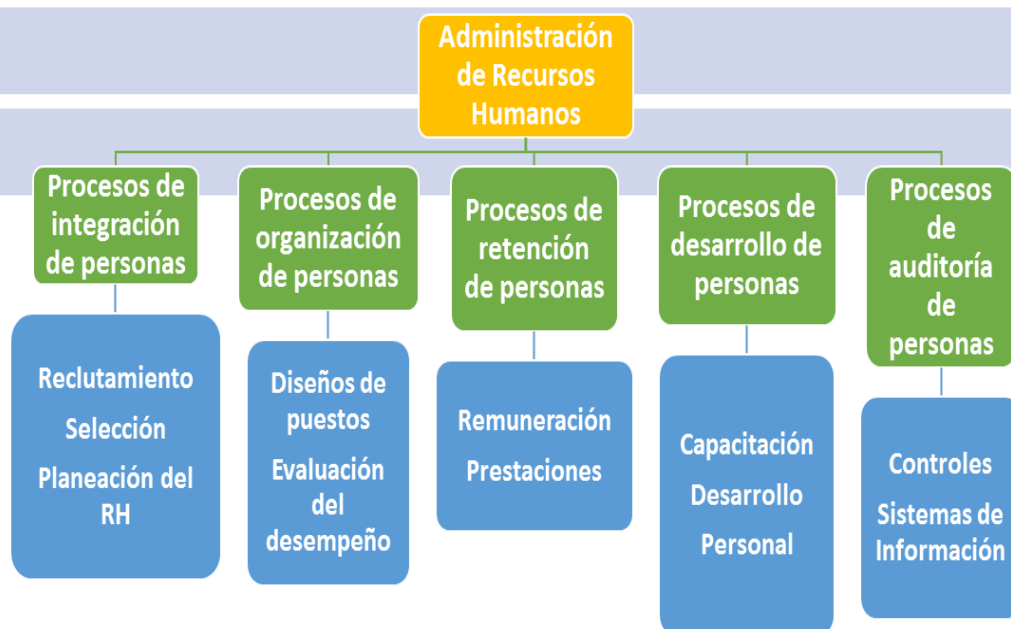 Administración
de Recursos
Humanos
Procesos de
integración
de personas
Procesos de
organización
de personas
Procesos de
retención
de personas
Procesos de
desarrollo de
personas
Procesos
de
auditoría
de
personas
Reclutamiento
Selección
Planeación del
RH
Diseños de
puestos
Evaluación
del
desempeño
Remuneración
Prestaciones
Capacitación
Desarrollo
Personal
Controles
Sistemas de
Información